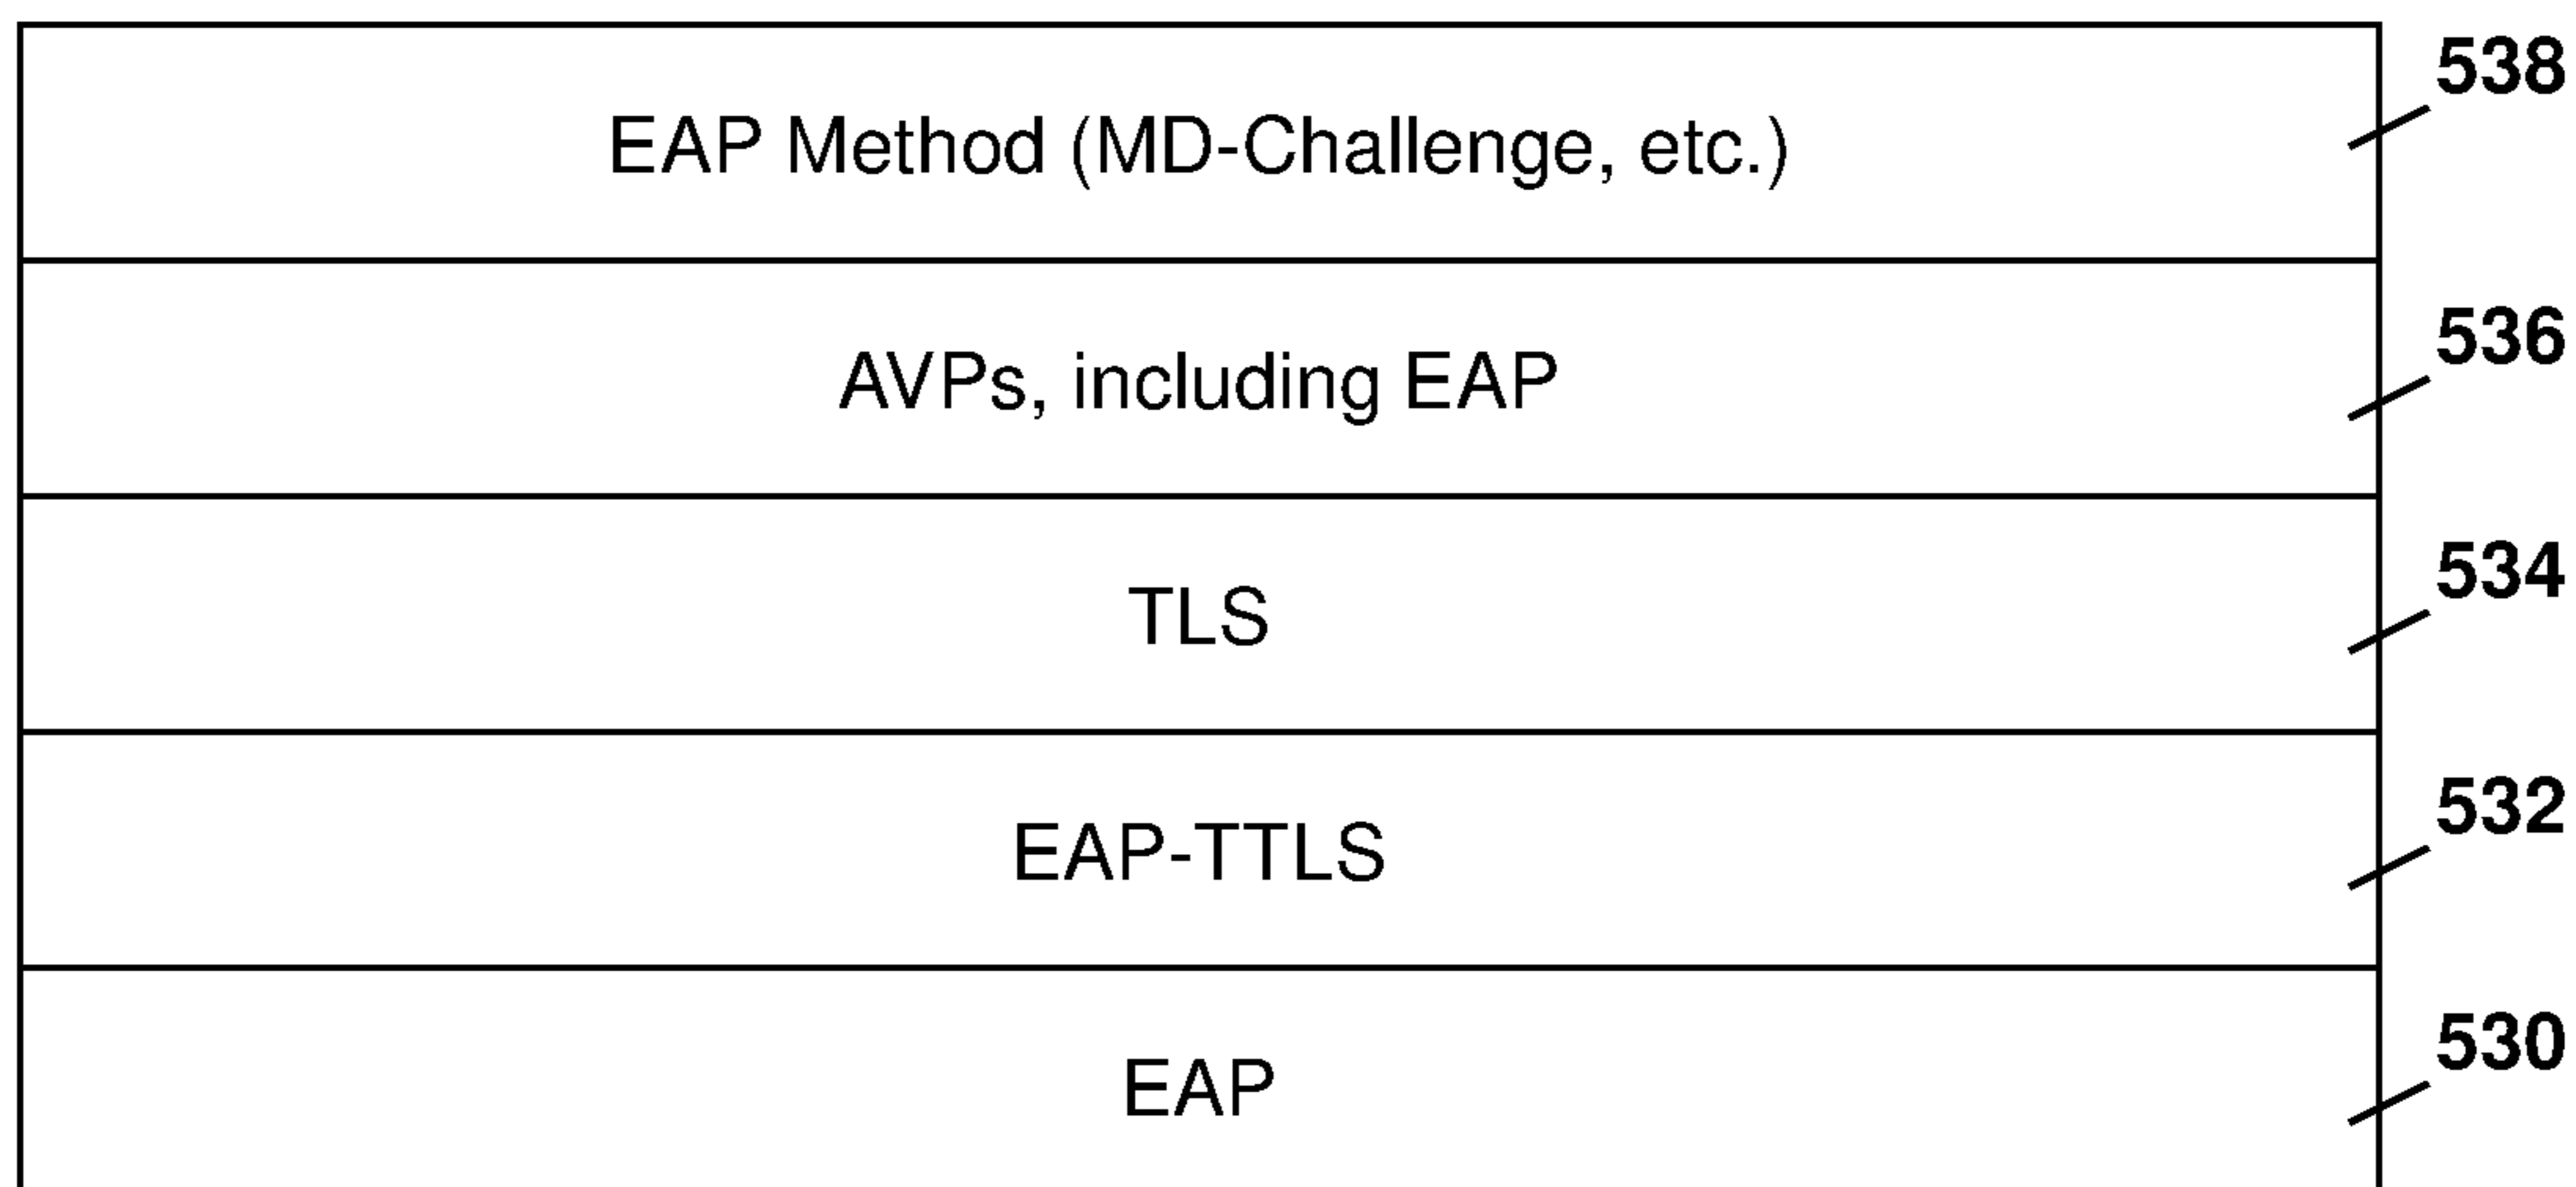 538
EAP Method (MD-Challenge, etc.)
536
AVPs, including EAP
534
TLS
532
EAP-TTLS
530
EAP